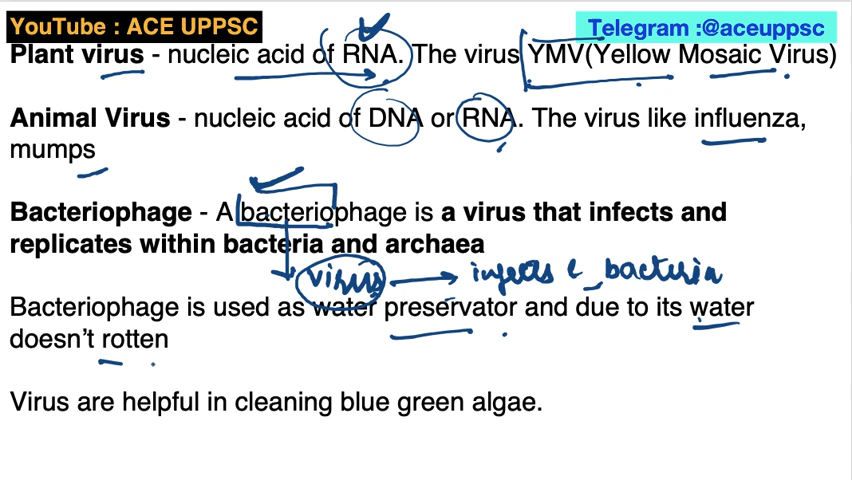 YouTube : ACE UPPSC
Telegram :@aceuppsc
Plant virus - nucleic acid of RNA. The virus YMV(Yellow Mosaic Virus)
Animal Virus - nucleic acid of DNA or RNA. The virus like influenza,
mumps
Bacteriophage - A bacteriophage is a virus that infects and
replicates within bacteria and archaea
virus infects bacteria
Bacteriophage is used as water preservator and due to its water
doesn't rotten
Virus are helpful in cleaning blue green algae.